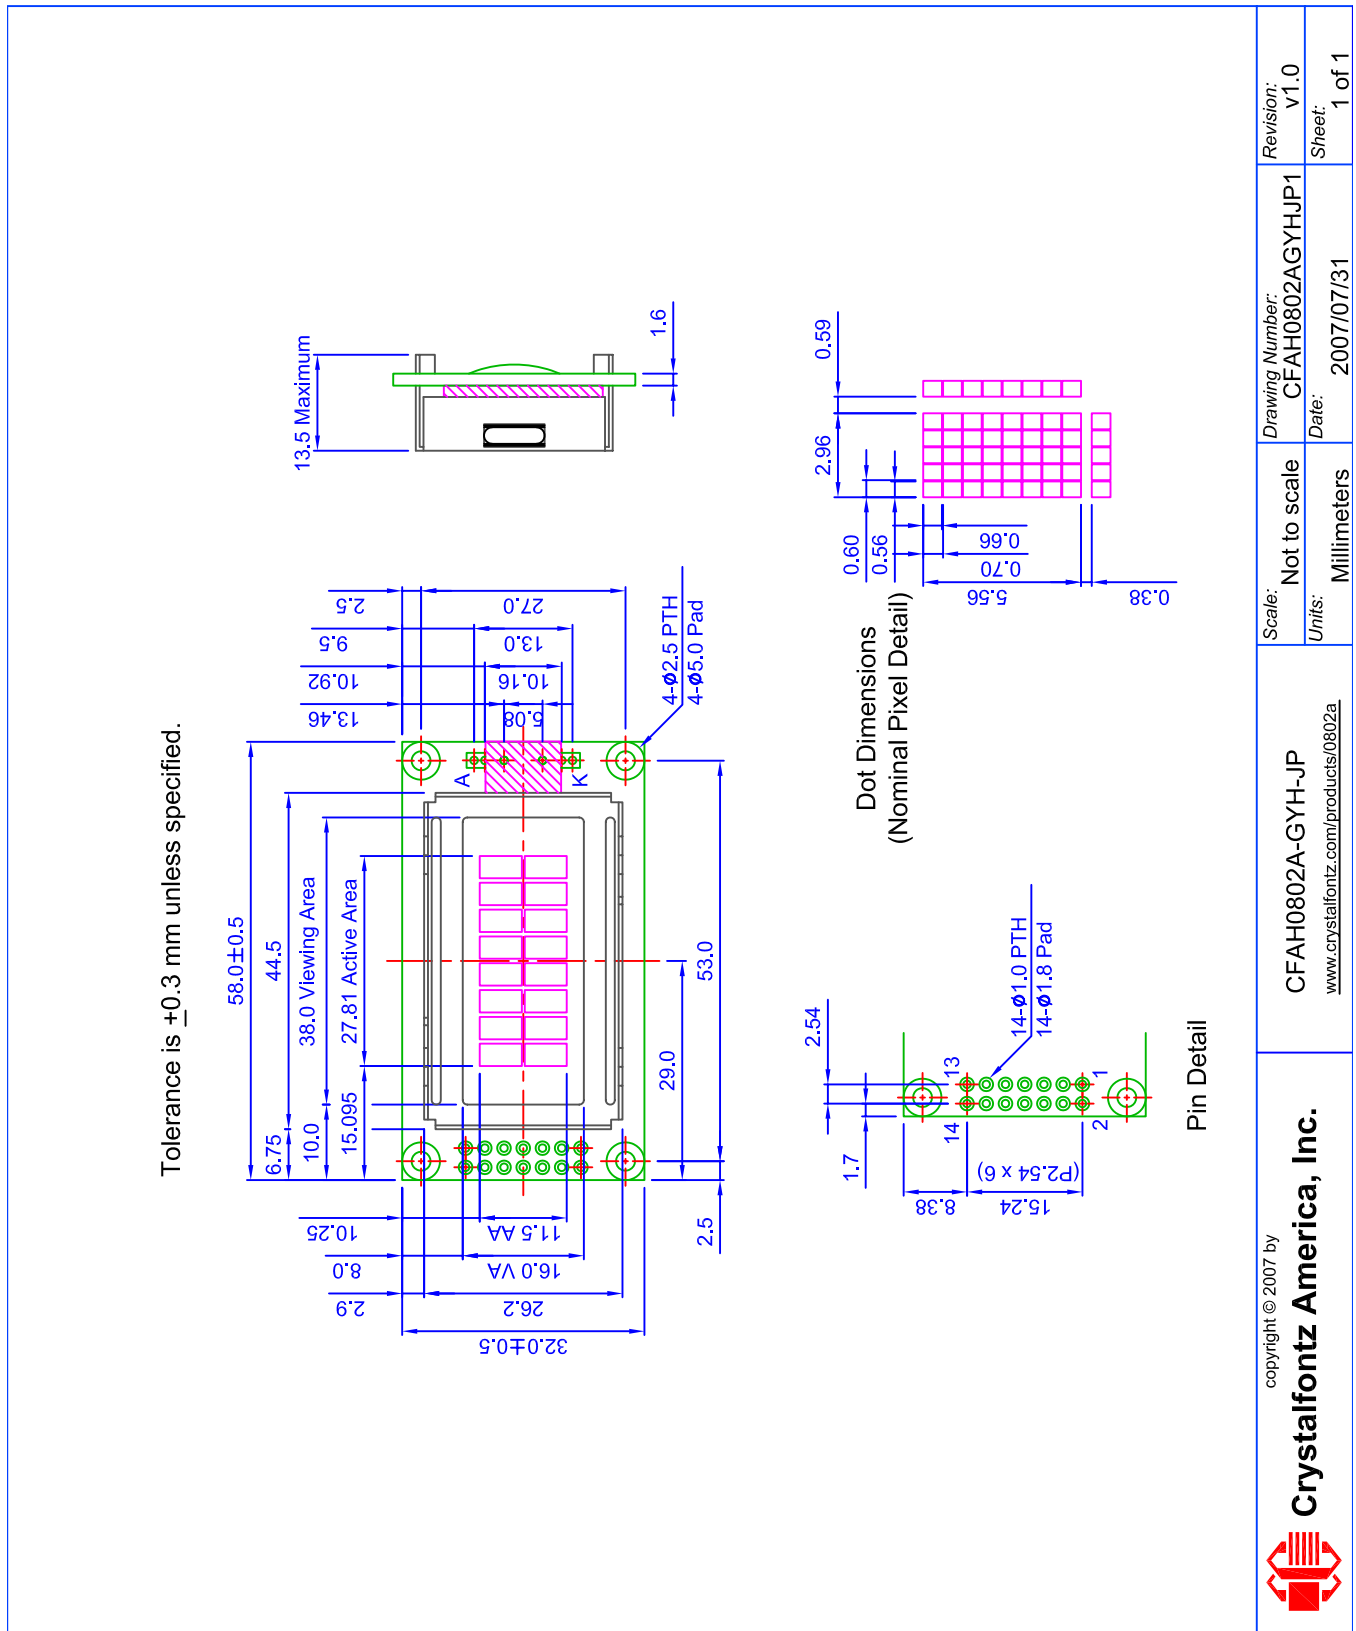 Tolerance is ±0.3 mm unless specified.
58.0±0.5
44.5
6.75
38.0 Viewing Area
10.0
27.81 Active Area
15.095
13.5 Maximum
1.6
2.5
9.5
10.92
13.46
27.0
13.0
10.16
5.08
4-ø2.5 PTH
4-ø5.0 Pad
A
K
53.0
29.0
2.5
10.25
8.0
2.9
11.5 AA
16.0 VA
26.2
32.0±0.5
0.59
2.96
0.60
0.56
0.66
0.70
5.56
0.38
Dot Dimensions
(Nominal Pixel Detail)
2.54
1.7
14-ø1.0 PTH
14-ø1.8 Pad
13
1
14
2
8.38
(P2.54 x 6)
15.24
Pin Detail
copyright © 2007 by
Crystalfontz America, Inc.
CFAH0802A-GYH-JP
www.crystalfontz.com/products/0802a
Scale:
Not to scale
Units:
Millimeters
Drawing Number:
CFAH0802AGYHJP1
Date:
2007/07/31
Revision:
v1.0
Sheet:
1 of 1